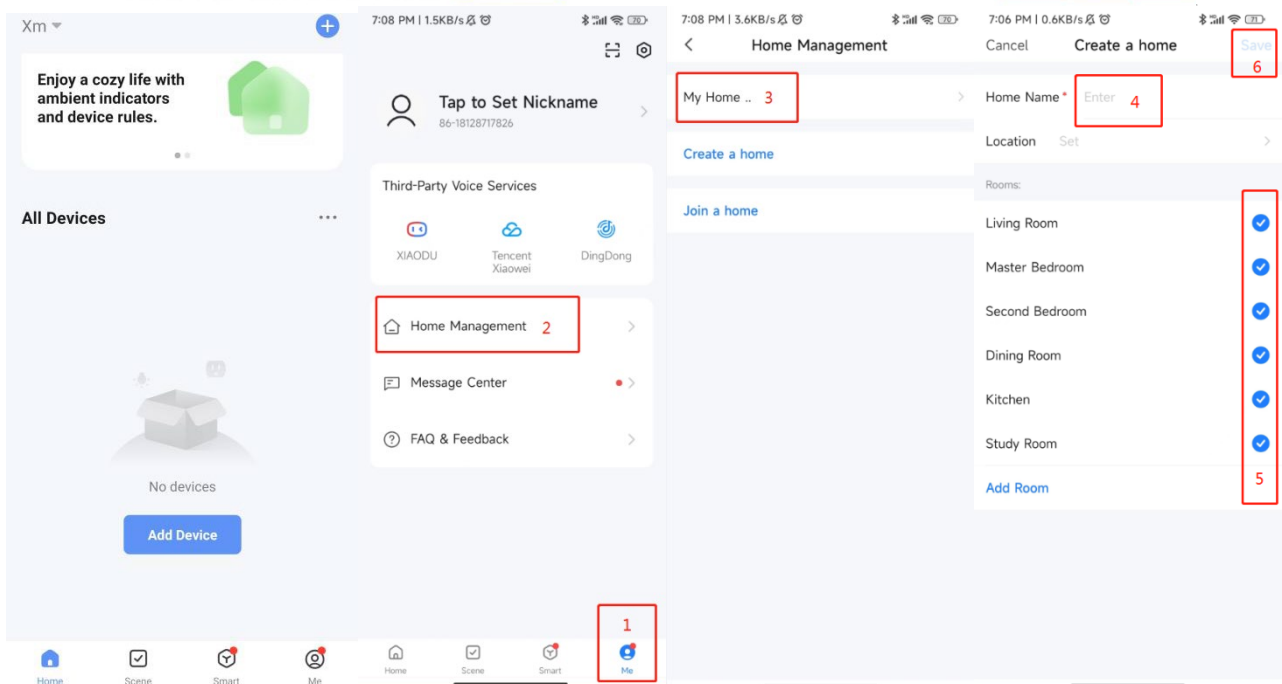 Xm
Enjoy a cozy life with
ambient indicators
and device rules.
All Devices
...
No devices
Add Device
Home
Scene
Smart
Me
7:08 PM | 1.5KB/s
70
Tap to Set Nickname
86-18128717826
Third-Party Voice Services
XIAODU
Tencent
Xiaowei
DingDong
Home Management 2
Message Center
FAQ & Feedback
1
Home
Scene
Smart
Me
7:08 PM | 3.6KB/s
70
Home Management
My Home .. 3
Create a home
Join a home
7:06 PM | 0.6KB/s
71
Cancel
Create a home
Save
6
Home Name * Enter 4
Location Set
Rooms:
Living Room
Master Bedroom
Second Bedroom
Dining Room
Kitchen
Study Room
Add Room
5